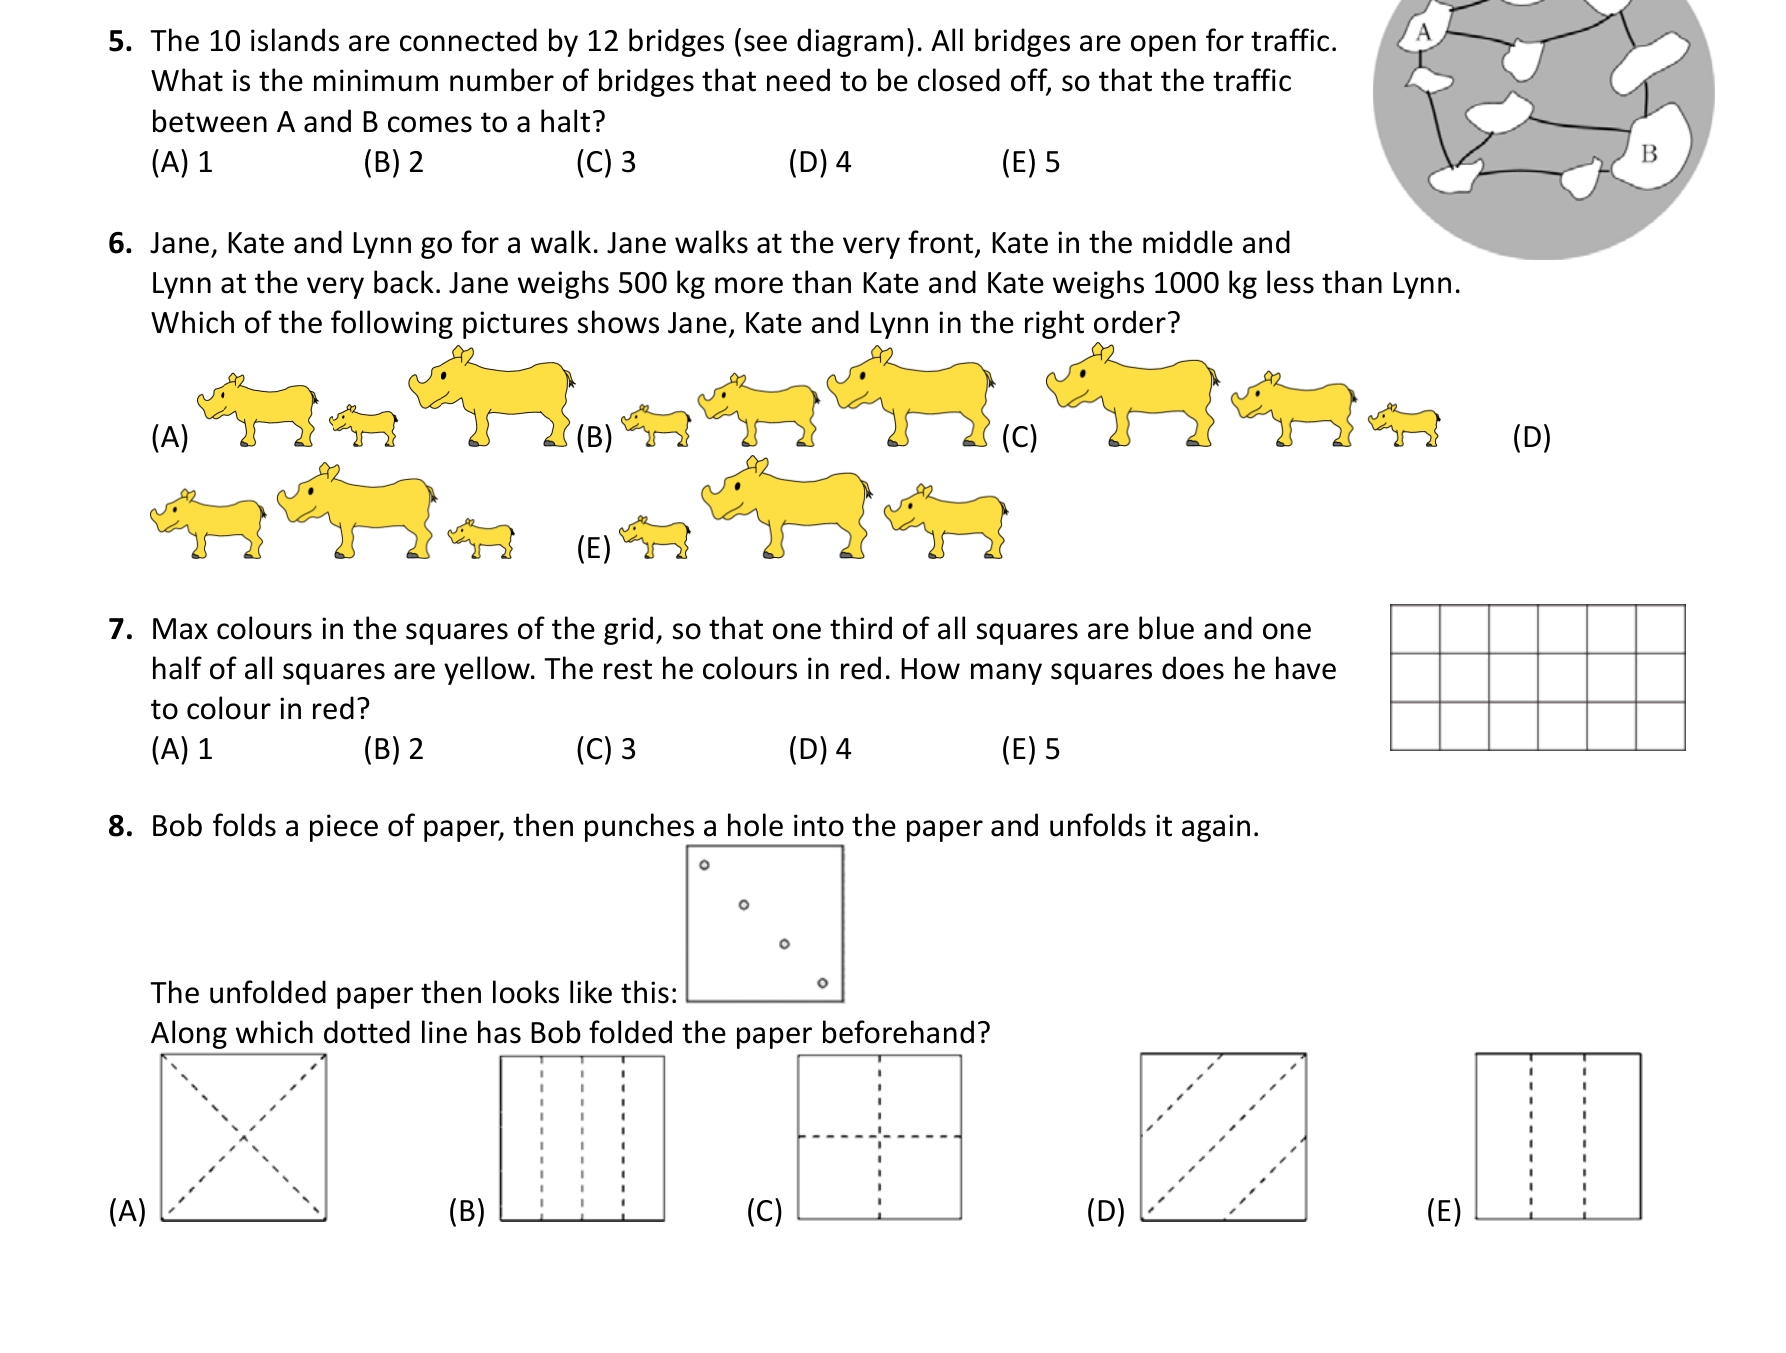 5. The 10 islands are connected by 12 bridges (see diagram). All bridges are open for traffic.
What is the minimum number of bridges that need to be closed off, so that the traffic
between A and B comes to a halt?
(A) 1 (B) 2 (C) 3 (D) 4 (E) 5
A
B
6. Jane, Kate and Lynn go for a walk. Jane walks at the very front, Kate in the middle and
Lynn at the very back. Jane weighs 500 kg more than Kate and Kate weighs 1000 kg less than Lynn.
Which of the following pictures shows Jane, Kate and Lynn in the right order?
(A) (B) (C) (D)
(E)
7. Max colours in the squares of the grid, so that one third of all squares are blue and one
half of all squares are yellow. The rest he colours in red. How many squares does he have
to colour in red?
(A) 1 (B) 2 (C) 3 (D) 4 (E) 5
8. Bob folds a piece of paper, then punches a hole into the paper and unfolds it again.
The unfolded paper then looks like this:
Along which dotted line has Bob folded the paper beforehand?
(A) (B) (C) (D) (E)